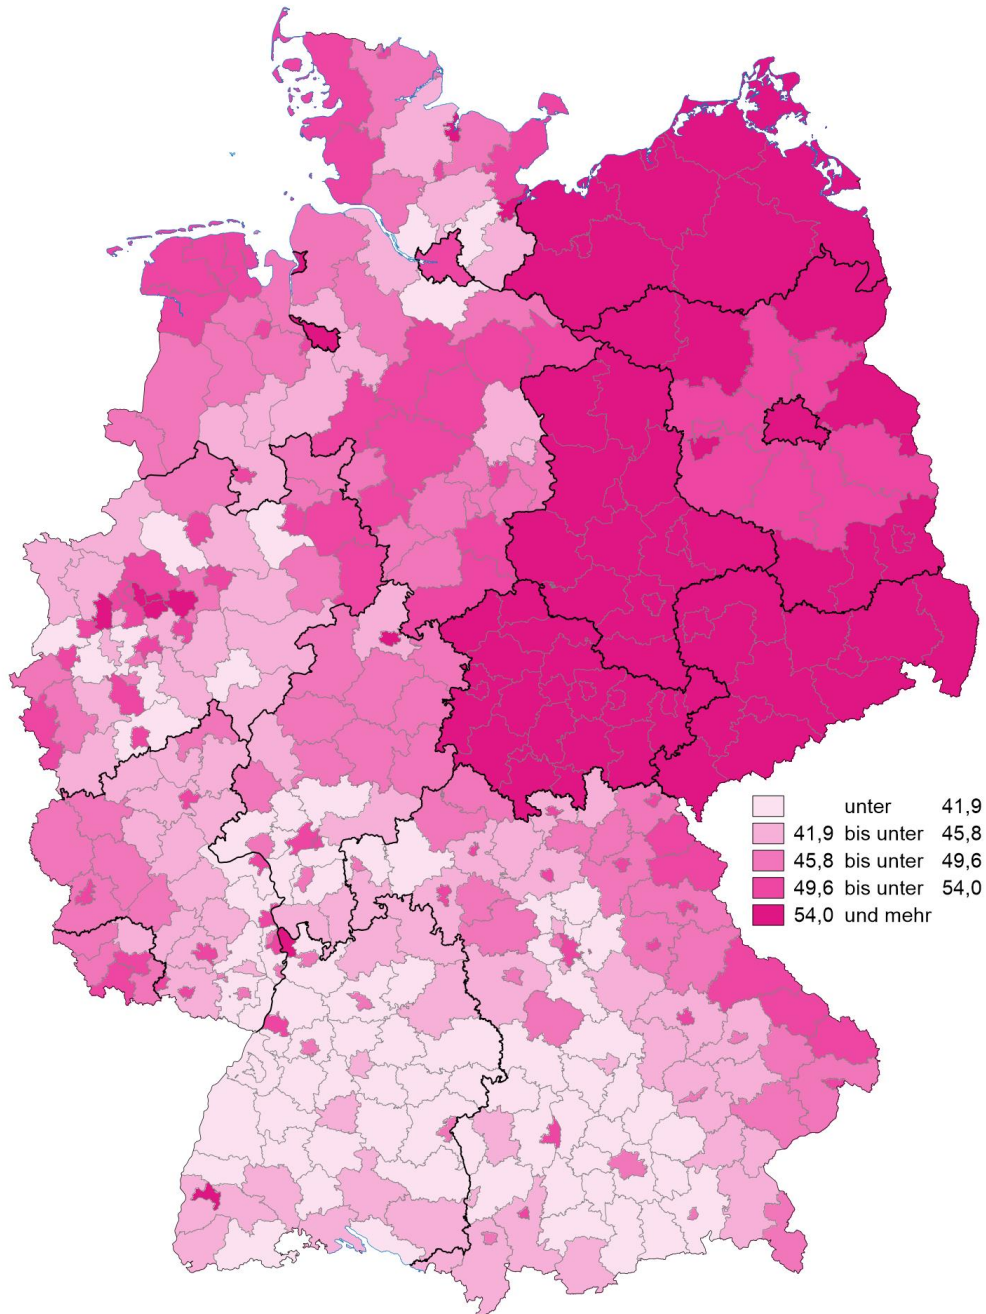 unter 41,9
41,9 bis unter 45,8
45,8 bis unter 49,6
49,6 bis unter 54,0
54,0 und mehr